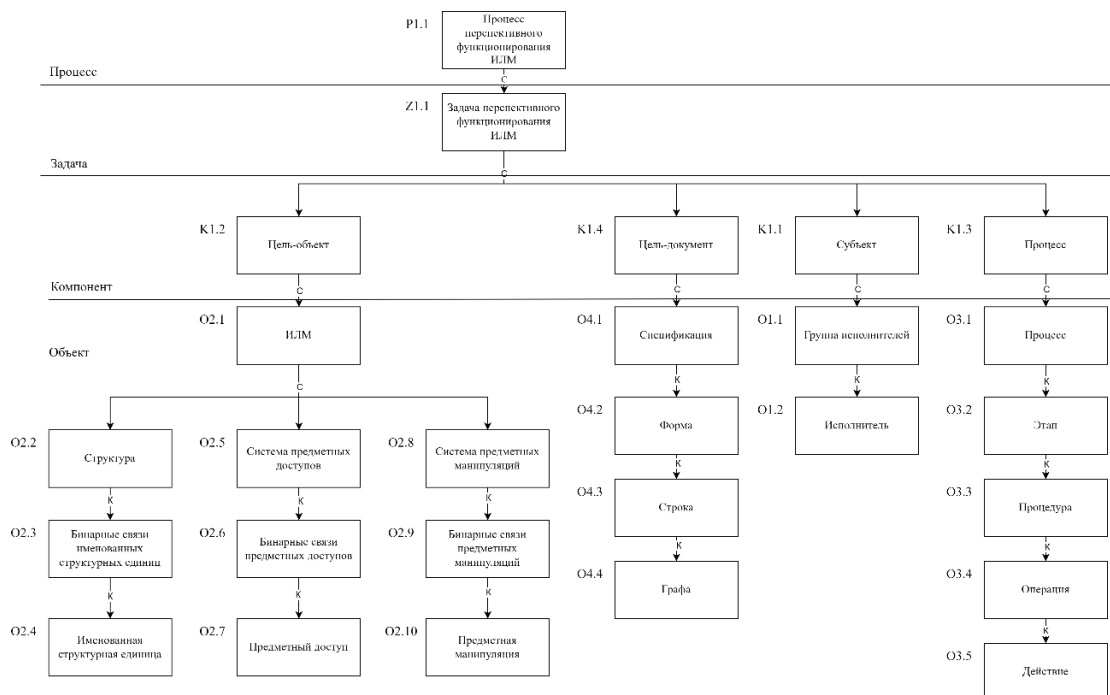 P1.1
Процесс
перспективного
функционирования
ИЛМ
Процесс
С
Z1.1
Задача перспективного
функционирования
ИЛМ
Задача
С
K1.2
Цель-объект
K1.4
Цель-документ
K1.1
Субъект
K1.3
Процесс
Компонент
С
С
С
С
O2.1
ИЛМ
O4.1
Спецификация
O1.1
Группа исполнителей
O3.1
Процесс
Объект
С
К
К
К
O2.2
Структура
O2.5
Система предметных
доступов
O2.8
Система предметных
манипуляций
O4.2
Форма
O1.2
Исполнитель
O3.2
Этап
К
К
К
К
К
O2.3
Бинарные связи
именованных
структурных единиц
O2.6
Бинарные связи
предметных доступов
O2.9
Бинарные связи
предметных
манипуляций
O4.3
Строка
O3.3
Процедура
К
К
К
К
К
O2.4
Именованная
структурная единица
O2.7
Предметный доступ
O2.10
Предметная
манипуляция
O4.4
Графа
O3.4
Операция
К
O3.5
Действие